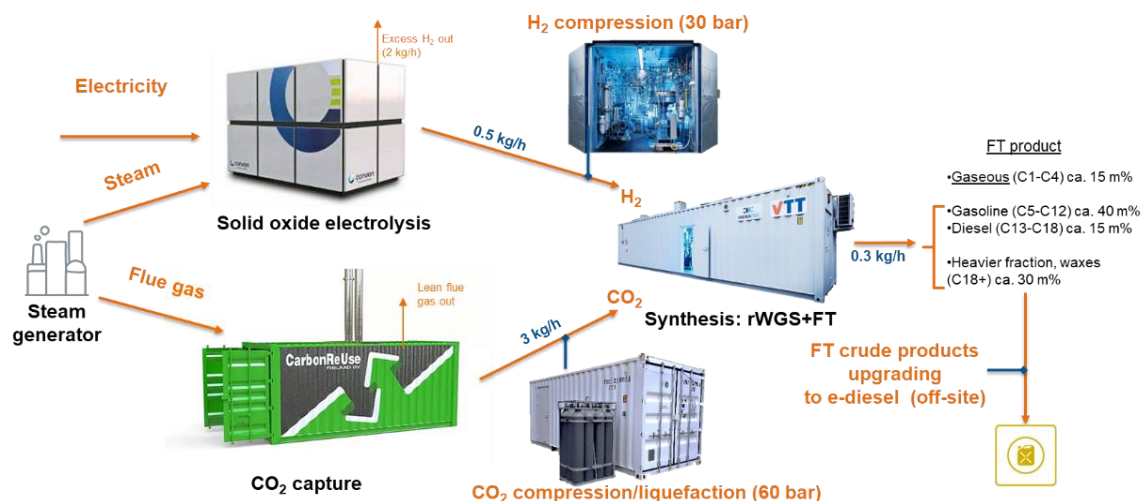 Excess H2 out
(2 kg/h)
H2 compression (30 bar)
Electricity
Steam
convion
0.5 kg/h
H2
Solid oxide electrolysis
VTT
FT product
•Gaseous (C1-C4) ca. 15 m%
•Gasoline (C5-C12) ca. 40 m%
•Diesel (C13-C18) ca. 15 m%
•Heavier fraction, waxes
(C18+) ca. 30 m%
0.3 kg/h
Flue gas
Steam
generator
Lean flue
gas out
CO2
3 kg/h
Synthesis: rWGS+FT
CarbonReUse
FINLAND OY
FT crude products
upgrading
to e-diesel (off-site)
CO2 capture
CO2 compression/liquefaction (60 bar)